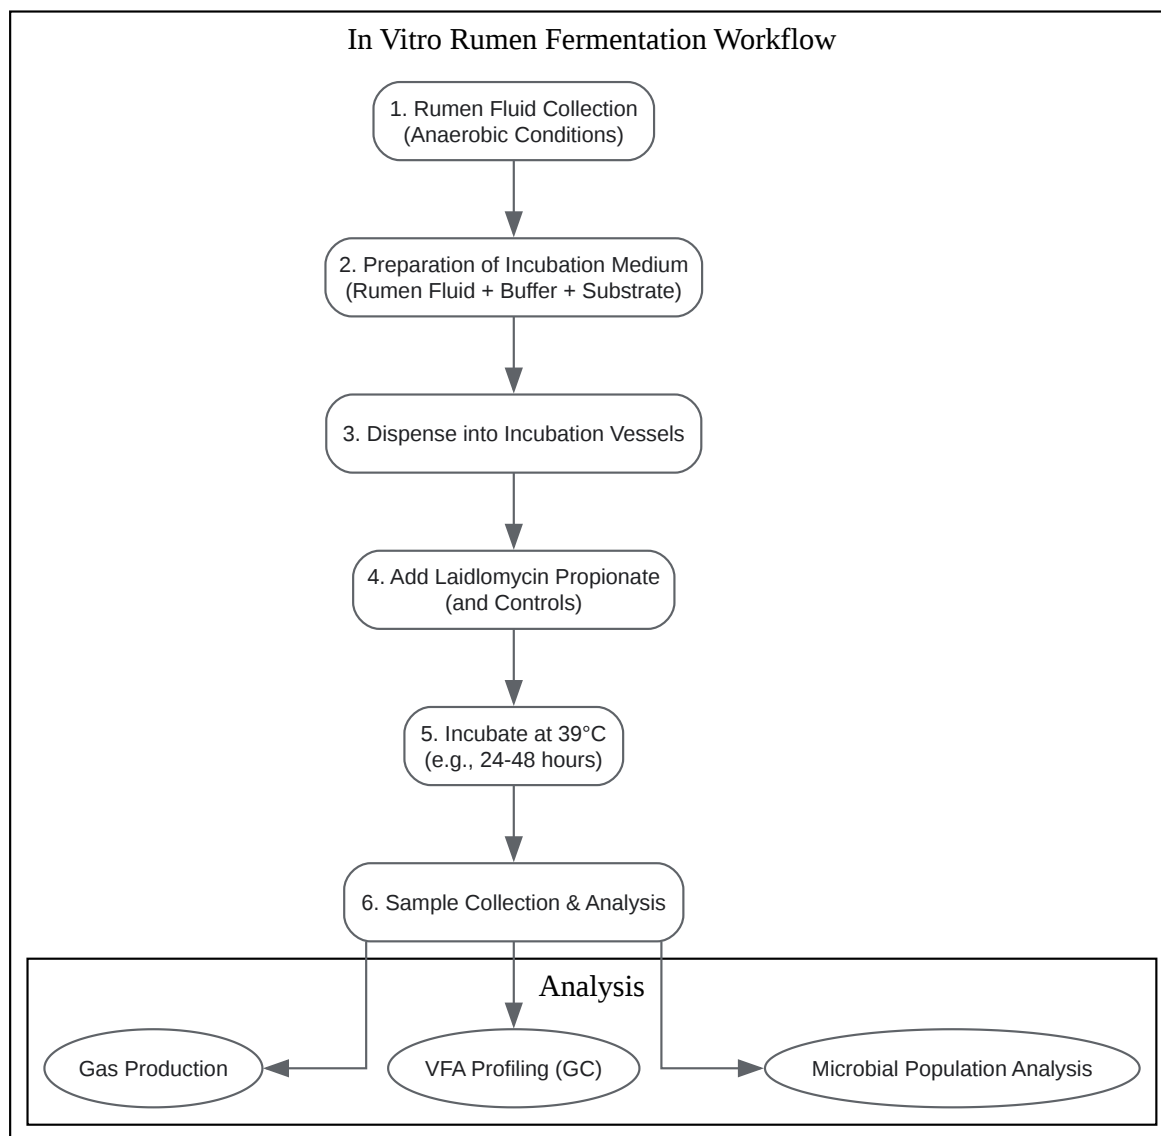 In Vitro Rumen Fermentation Workflow
1. Rumen Fluid Collection
(Anaerobic Conditions)
2. Preparation of Incubation Medium
(Rumen Fluid + Buffer + Substrate)
3. Dispense into Incubation Vessels
4. Add Laidlomycin Propionate
(and Controls)
5. Incubate at 39°C
(e.g., 24-48 hours)
6. Sample Collection & Analysis
Analysis
Gas Production
VFA Profiling (GC)
Microbial Population Analysis